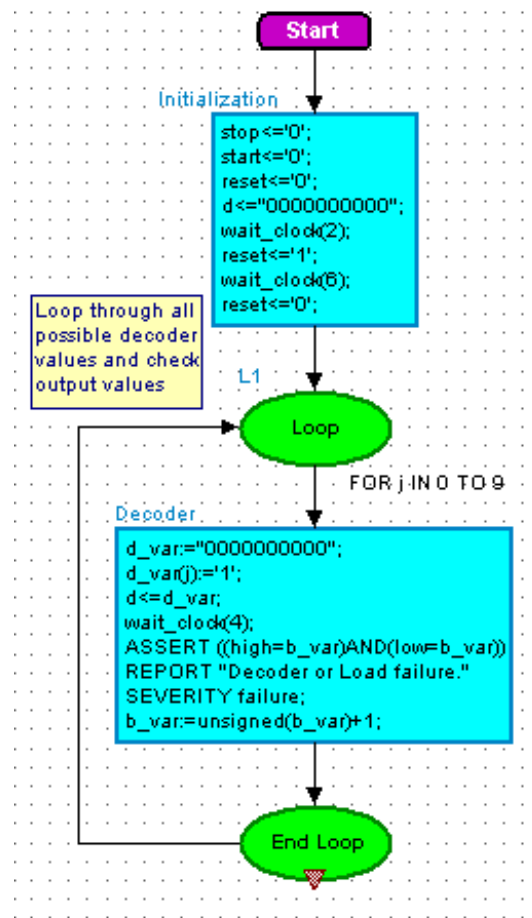 Start
Initialization
stop<='0';
start<='0';
reset<='0';
d<="0000000000";
wait_clock(2);
reset<='1';
wait_clock(6);
reset<='0';
Loop through all
possible decoder
values and check
output values
L1
Loop
FOR j IN 0 TO 9
Decoder
d_var:="0000000000";
d_var(j):='1';
d<=d_var;
wait_clock(4);
ASSERT ((high=b_var)AND(low=b_var))
REPORT "Decoder or Load failure."
SEVERITY failure;
b_var:=unsigned(b_var)+1;
End Loop